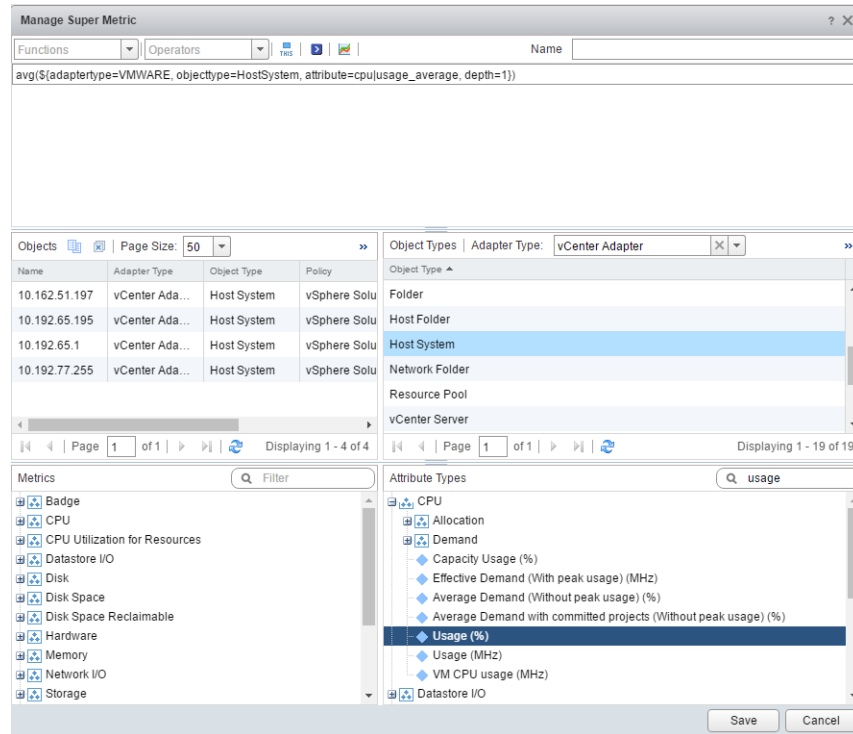 Manage Super Metric ? X
Functions Operators THIS Name
avg(${adaptertype=VMWARE, objecttype=HostSystem, attribute=cpu|usage_average, depth=1})
Objects Page Size: 50 »
Name Adapter Type Object Type Policy
10.162.51.197 vCenter Ada... Host System vSphere Solu
10.192.65.195 vCenter Ada... Host System vSphere Solu
10.192.65.1 vCenter Ada... Host System vSphere Solu
10.192.77.255 vCenter Ada... Host System vSphere Solu
Page 1 of 1 Displaying 1 - 4 of 4
Object Types Adapter Type: vCenter Adapter »
Object Type
Folder
Host Folder
Host System
Network Folder
Resource Pool
vCenter Server
Page 1 of 1 Displaying 1 - 19 of 19
Metrics Filter
Badge
CPU
CPU Utilization for Resources
Datastore I/O
Disk
Disk Space
Disk Space Reclaimable
Hardware
Memory
Network I/O
Storage
Attribute Types usage
CPU
Allocation
Demand
Capacity Usage (%)
Effective Demand (With peak usage) (MHz)
Average Demand (Without peak usage) (%)
Average Demand with committed projects (Without peak usage) (%)
Usage (%)
Usage (MHz)
VM CPU usage (MHz)
Datastore I/O
Save Cancel